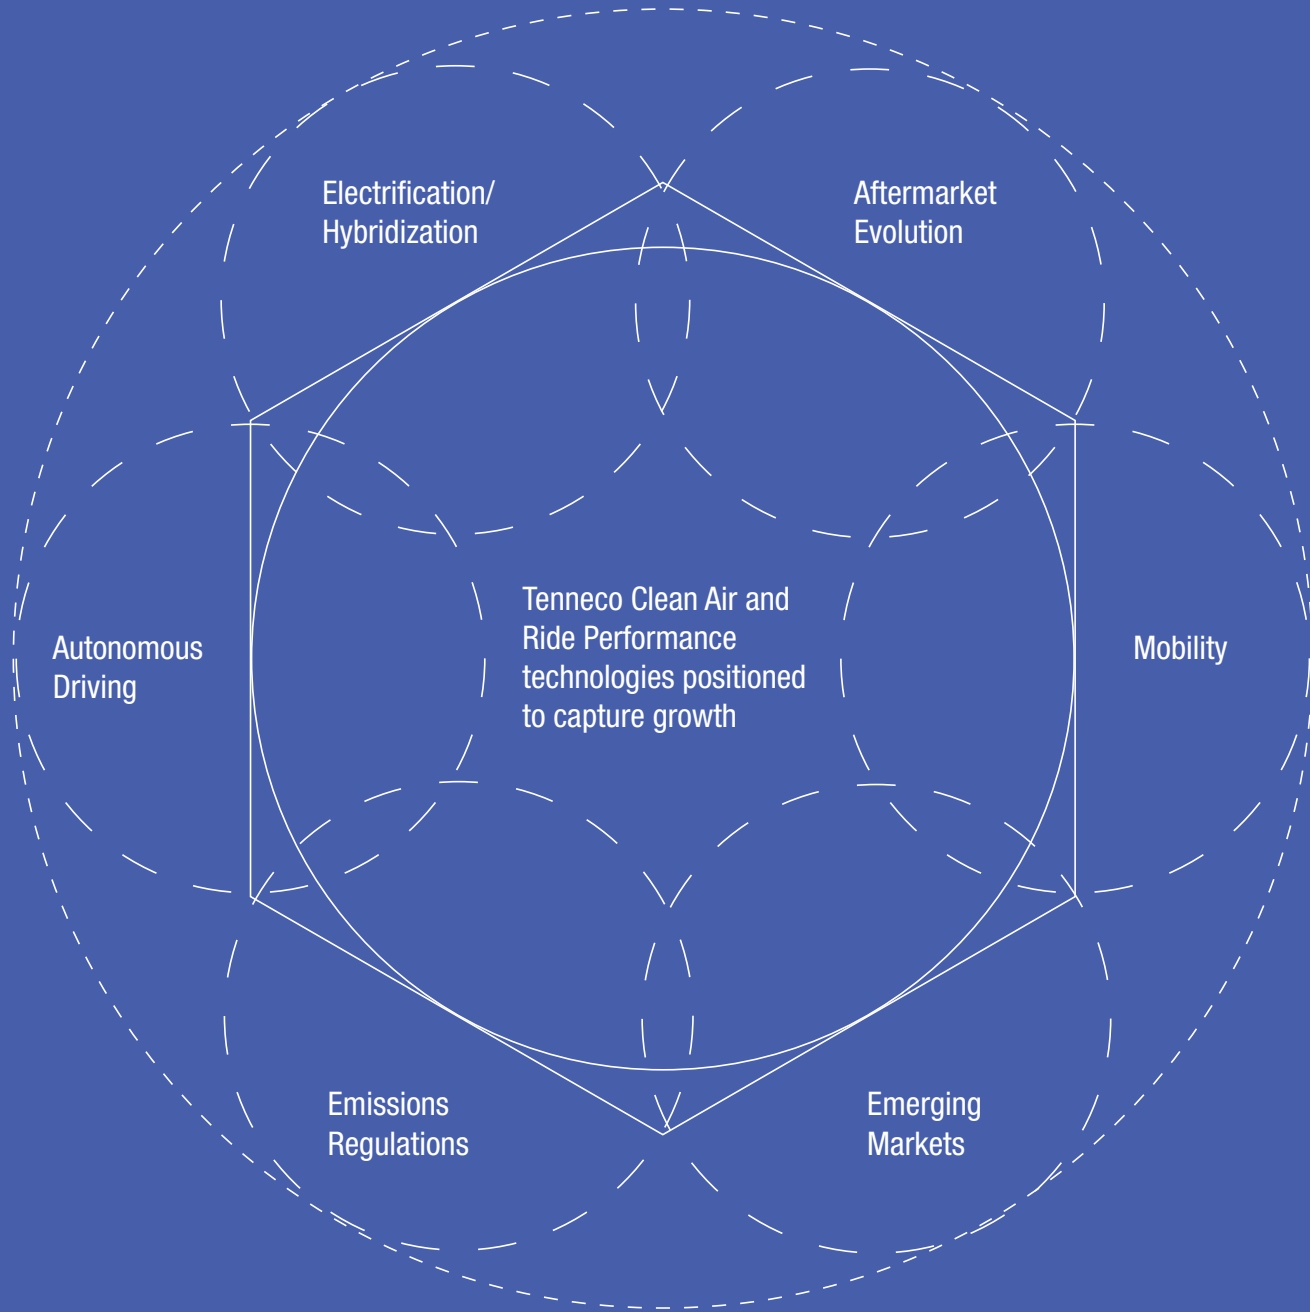 Electrification/
Hybridization
Aftermarket
Evolution
Autonomous
Driving
Tenneco Clean Air and
Ride Performance
technologies positioned
to capture growth
Mobility
Emissions
Regulations
Emerging
Markets